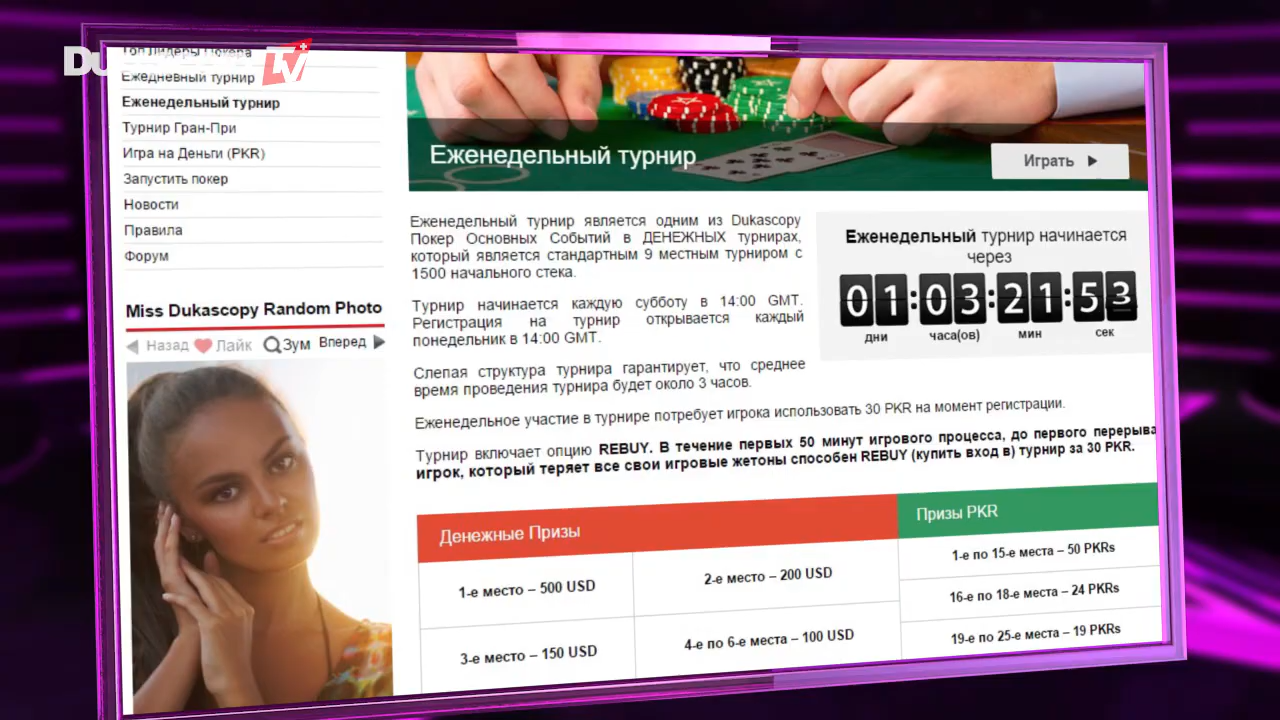 Du
TV
Топ лидеры Покера
Ежедневный турнир
Еженедельный турнир
Турнир Гран-При
Игра на Деньги (PKR)
Запустить покер
Новости
Правила
Форум
Miss Dukascopy Random Photo
Назад Лайк Зум Вперед
Еженедельный турнир
Играть
Еженедельный турнир является одним из Dukascopy
Покер Основных Событий в ДЕНЕЖНЫХ турнирах,
который является стандартным 9 местным турниром с
1500 начального стека.
Турнир начинается каждую субботу в 14:00 GMT.
Регистрация на турнир открывается каждый
понедельник в 14:00 GMT.
Слепая структура турнира гарантирует, что среднее
время проведения турнира будет около 3 часов.
Еженедельный турнир начинается
через
01:03:21:53
дни часа(ов) мин сек
Еженедельное участие в турнире потребует игрока использовать 30 PKR на момент регистрации.
Турнир включает опцию REBUY. В течение первых 50 минут игрового процесса, до первого перерыва
игрок, который теряет все свои игровые жетоны способен REBUY (купить вход в) турнир за 30 PKR.
Денежные Призы
1-е место – 500 USD
2-е место – 200 USD
3-е место – 150 USD
4-е по 6-е места – 100 USD
Призы PKR
1-е по 15-е места – 50 PKRs
16-е по 18-е места – 24 PKRs
19-е по 25-е места – 19 PKRs